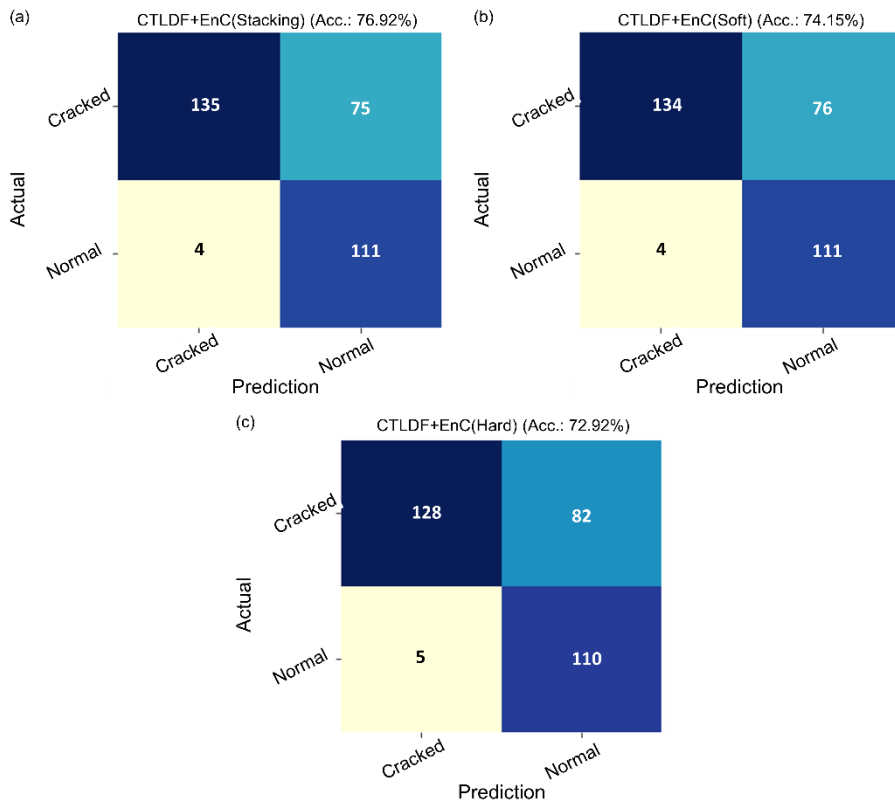 (a)
CTLDF+EnC(Stacking) (Acc.: 76.92%)
Cracked
135
75
Actual
Normal
4
111
Cracked
Normal
Prediction
(b)
CTLDF+EnC(Soft) (Acc.: 74.15%)
Cracked
134
76
Actual
Normal
4
111
Cracked
Normal
Prediction
(c)
CTLDF+EnC(Hard) (Acc.: 72.92%)
Cracked
128
82
Actual
Normal
5
110
Cracked
Normal
Prediction